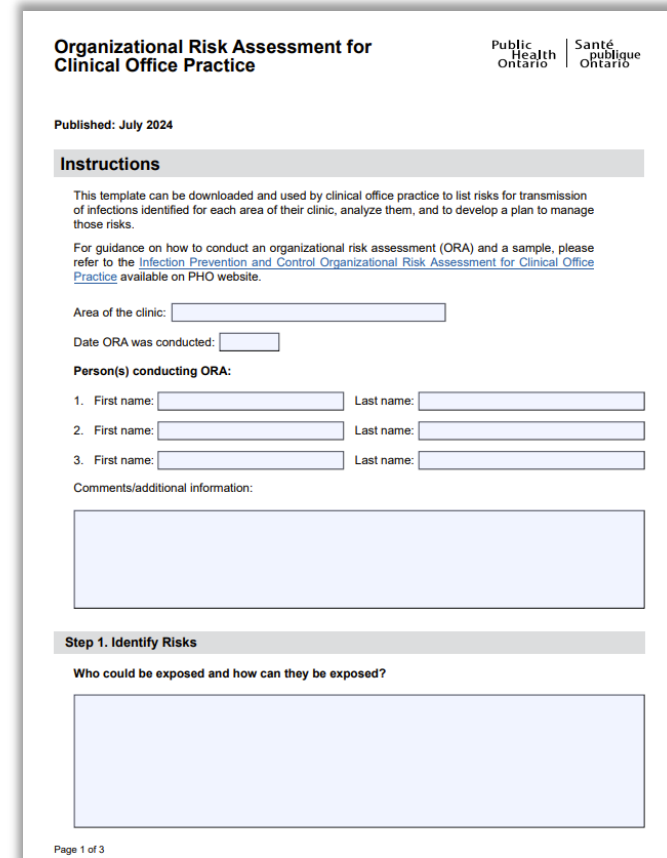 Organizational Risk Assessment for
Clinical Office Practice
Public
Health
Ontario
Santé
publique
Ontario
Published: July 2024
Instructions
This template can be downloaded and used by clinical office practice to list risks for transmission
of infections identified for each area of their clinic, analyze them, and to develop a plan to manage
those risks.
For guidance on how to conduct an organizational risk assessment (ORA) and a sample, please
refer to the Infection Prevention and Control Organizational Risk Assessment for Clinical Office
Practice available on PHO website.
Area of the clinic:
Date ORA was conducted:
Person(s) conducting ORA:
1. First name: Last name:
2. First name: Last name:
3. First name: Last name:
Comments/additional information:
Step 1. Identify Risks
Who could be exposed and how can they be exposed?
Page 1 of 3